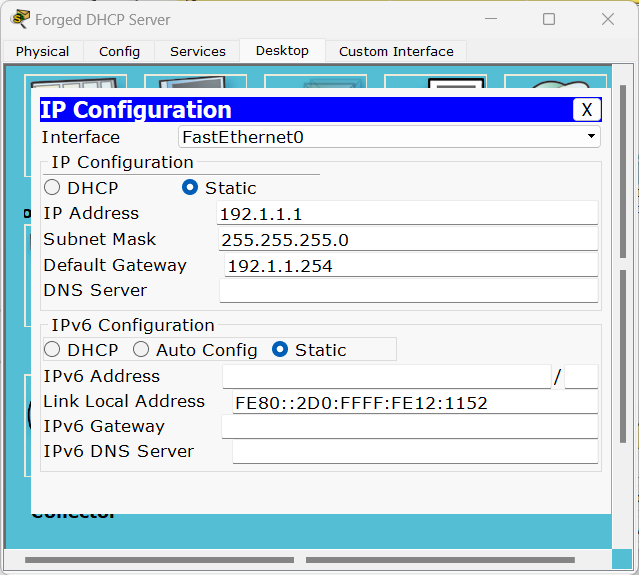 Forged DHCP Server
Physical Config Services Desktop Custom Interface
IP Configuration X
Interface FastEthernet0
IP Configuration
DHCP Static
IP Address 192.1.1.1
Subnet Mask 255.255.255.0
Default Gateway 192.1.1.254
DNS Server
IPv6 Configuration
DHCP Auto Config Static
IPv6 Address /
Link Local Address FE80::2D0:FFFF:FE12:1152
IPv6 Gateway
IPv6 DNS Server
Collector